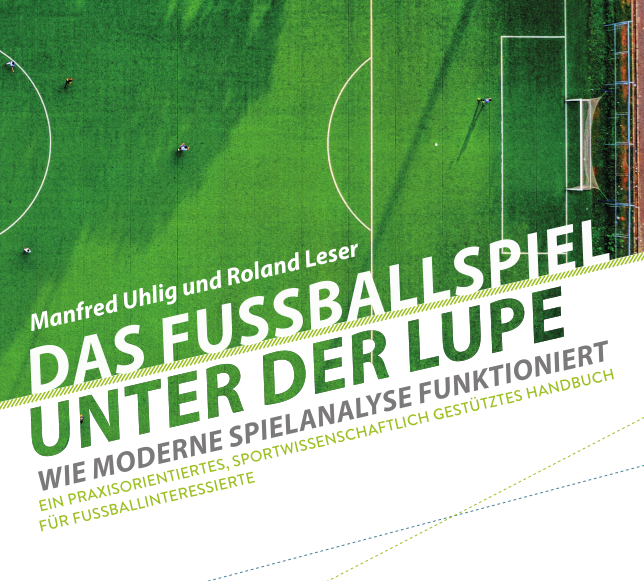 Manfred Uhlig und Roland Leser
DAS FUSSBALLSPIEL
UNTER DER LUPE
WIE MODERNE SPIELANALYSE FUNKTIONIERT
EIN PRAXISORIENTIERTES, SPORTWISSENSCHAFTLICH GESTÜTZTES HANDBUCH
FÜR FUSSBALLINTERESSIERTE